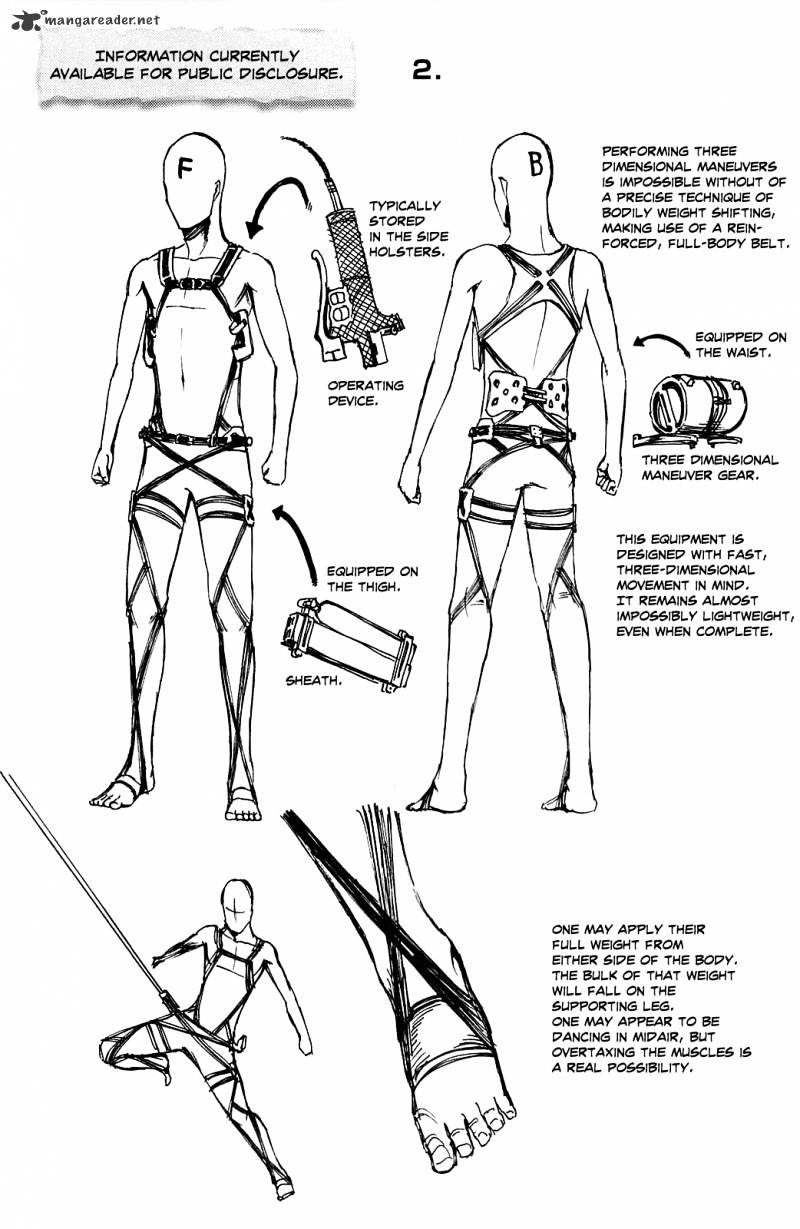 mangareader.net
INFORMATION CURRENTLY
AVAILABLE FOR PUBLIC DISCLOSURE.
2.
F
B
TYPICALLY
STORED
IN THE SIDE
HOLSTERS.
OPERATING
DEVICE.
PERFORMING THREE
DIMENSIONAL MANEUVERS
IS IMPOSSIBLE WITHOUT OF
A PRECISE TECHNIQUE OF
BODILY WEIGHT SHIFTING,
MAKING USE OF A REIN-
FORCED, FULL-BODY BELT.
EQUIPPED ON
THE WAIST.
THREE DIMENSIONAL
MANEUVER GEAR.
EQUIPPED ON
THE THIGH.
SHEATH.
THIS EQUIPMENT IS
DESIGNED WITH FAST,
THREE-DIMENSIONAL
MOVEMENT IN MIND.
IT REMAINS ALMOST
IMPOSSIBLY LIGHTWEIGHT,
EVEN WHEN COMPLETE.
ONE MAY APPLY THEIR
FULL WEIGHT FROM
EITHER SIDE OF THE BODY.
THE BULK OF THAT WEIGHT
WILL FALL ON THE
SUPPORTING LEG.
ONE MAY APPEAR TO BE
DANCING IN MIDAIR, BUT
OVERTAXING THE MUSCLES IS
A REAL POSSIBILITY.